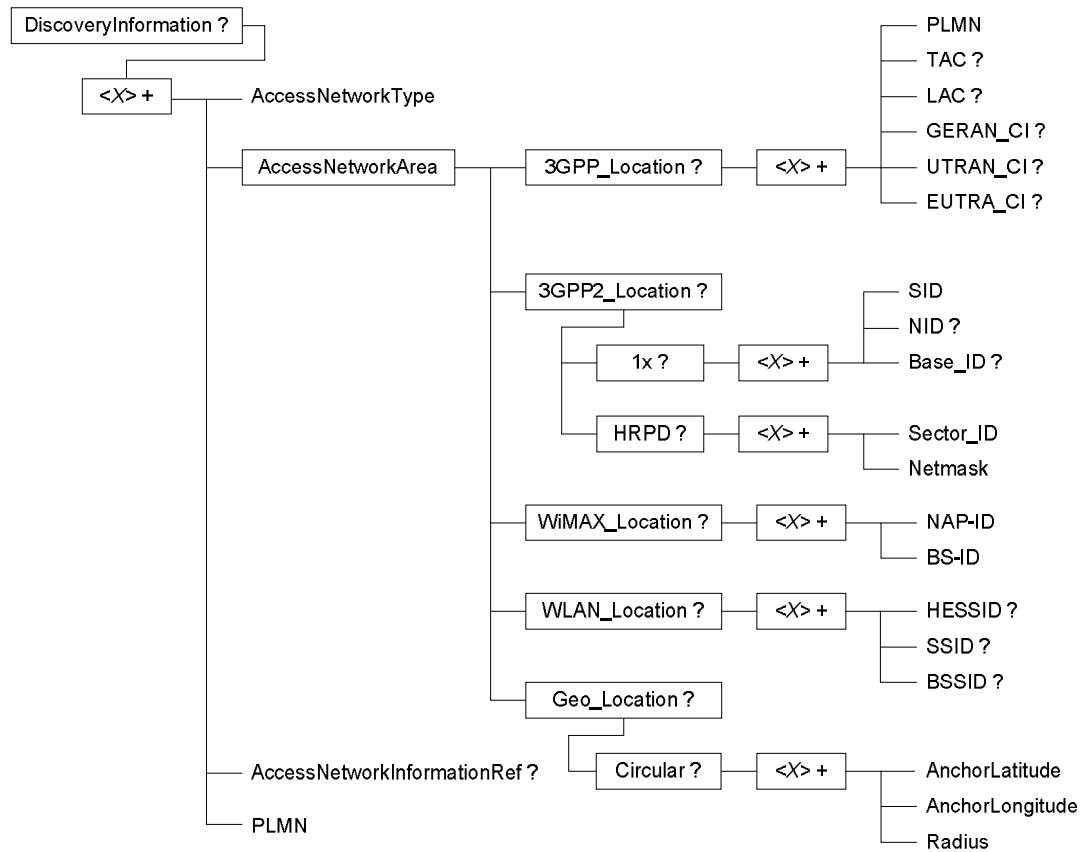 DiscoveryInformation ?
PLMN
TAC ?
<X> +
AccessNetworkType
LAC ?
GERAN_CI ?
AccessNetworkArea
3GPP_Location ?
<X> +
UTRAN_CI ?
EUTRA_CI ?
3GPP2_Location ?
SID
NID ?
1x ?
<X> +
Base_ID ?
HRPD ?
<X> +
Sector_ID
Netmask
WiMAX_Location ?
<X> +
NAP-ID
BS-ID
WLAN_Location ?
<X> +
HESSID ?
SSID ?
BSSID ?
Geo_Location ?
AccessNetworkInformationRef ?
Circular ?
<X> +
AnchorLatitude
AnchorLongitude
PLMN
Radius